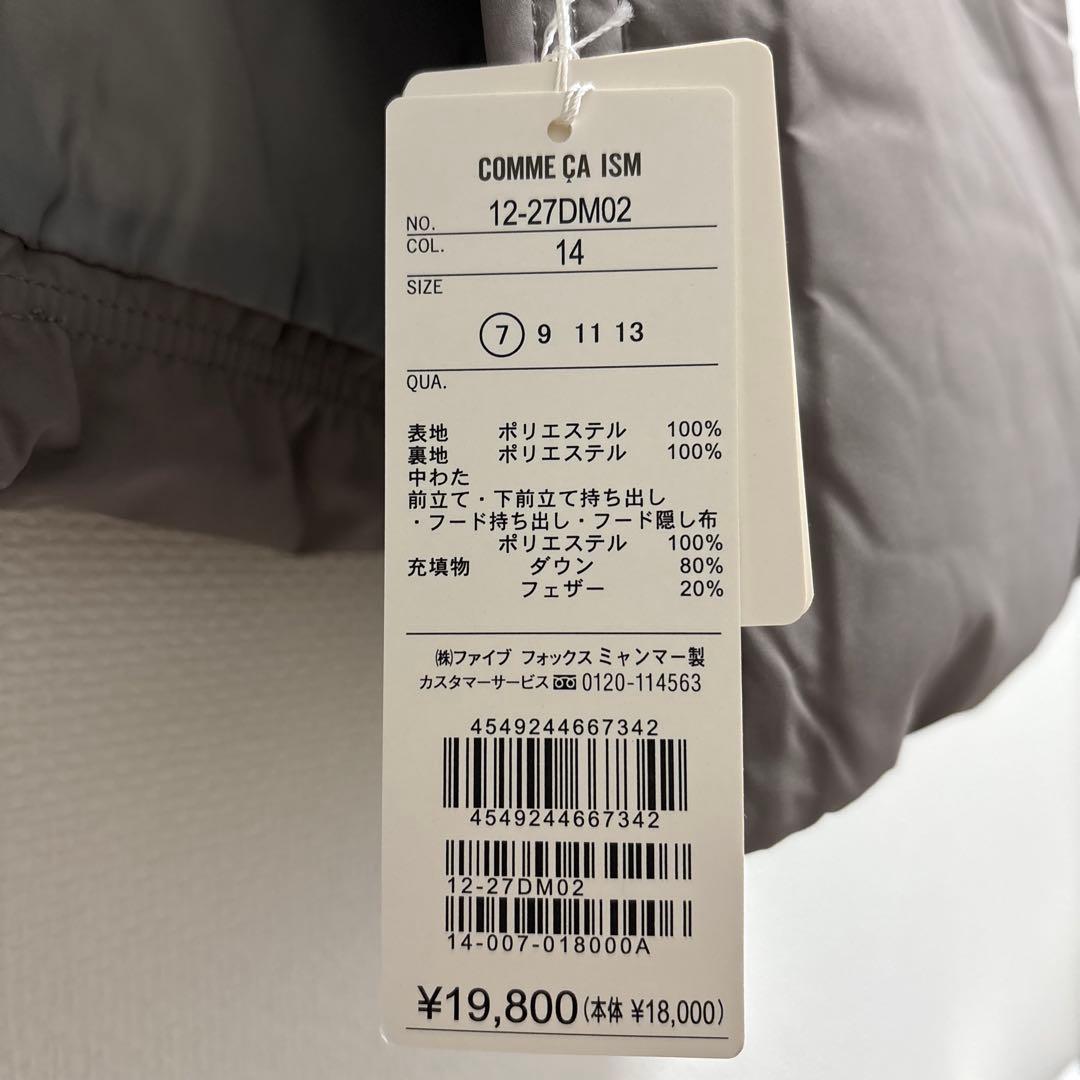 COMME ÇA ISM
NO. 12-27DM02
COL. 14
SIZE
7 9 11 13
QUA.
表地 ポリエステル 100%
裏地 ポリエステル 100%
中わた
前立て・下前立て持ち出し
・フード持ち出し・フード隠し布
ポリエステル 100%
充填物 ダウン 80%
フェザー 20%
㈱ファイブ フォックス ミャンマー製
カスタマーサービス 0120-114563
4549244667342
4549244667342
12-27DM02
14-007-018000A
¥19,800(本体 ¥18,000)